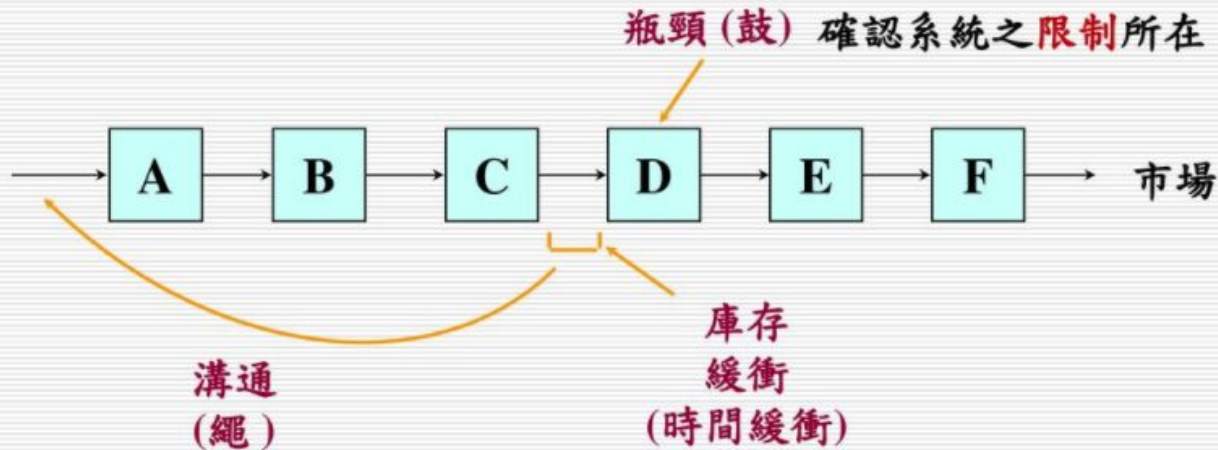 瓶頸 (鼓) 確認系統之限制所在
A B C D E F 市場
庫存
緩衝
(時間緩衝)
溝通
(繩 )